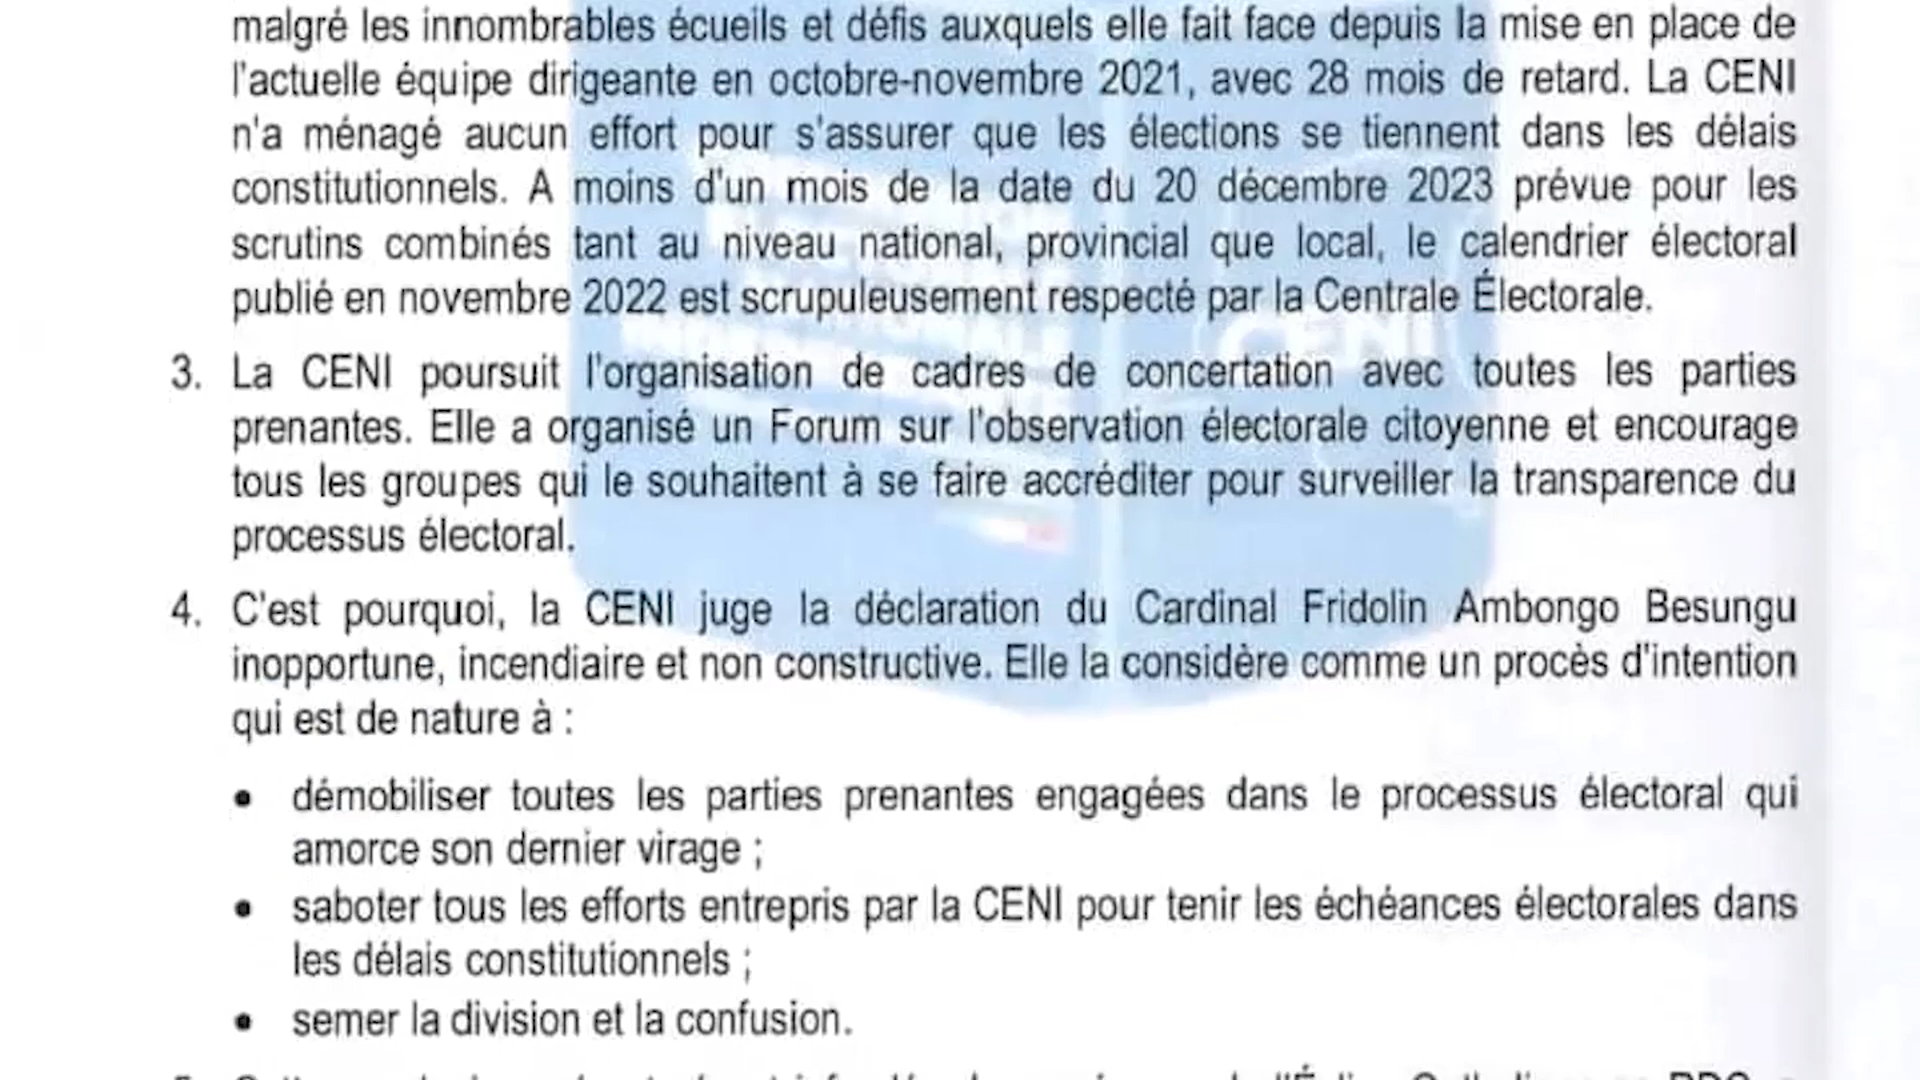 malgré les innombrables écueils et défis auxquels elle fait face depuis la mise en place de
l'actuelle équipe dirigeante en octobre-novembre 2021, avec 28 mois de retard. La CENI
n'a ménagé aucun effort pour s'assurer que les élections se tiennent dans les délais
constitutionnels. A moins d'un mois de la date du 20 décembre 2023 prévue pour les
scrutins combinés tant au niveau national, provincial que local, le calendrier électoral
publié en novembre 2022 est scrupuleusement respecté par la Centrale Électorale.
3. La CENI poursuit l'organisation de cadres de concertation avec toutes les parties
prenantes. Elle a organisé un Forum sur l'observation électorale citoyenne et encourage
tous les groupes qui le souhaitent à se faire accréditer pour surveiller la transparence du
processus électoral.
4. C'est pourquoi, la CENI juge la déclaration du Cardinal Fridolin Ambongo Besungu
inopportune, incendiaire et non constructive. Elle la considère comme un procès d'intention
qui est de nature à :
• démobiliser toutes les parties prenantes engagées dans le processus électoral qui
amorce son dernier virage ;
• saboter tous les efforts entrepris par la CENI pour tenir les échéances électorales dans
les délais constitutionnels ;
• semer la division et la confusion.
CENI